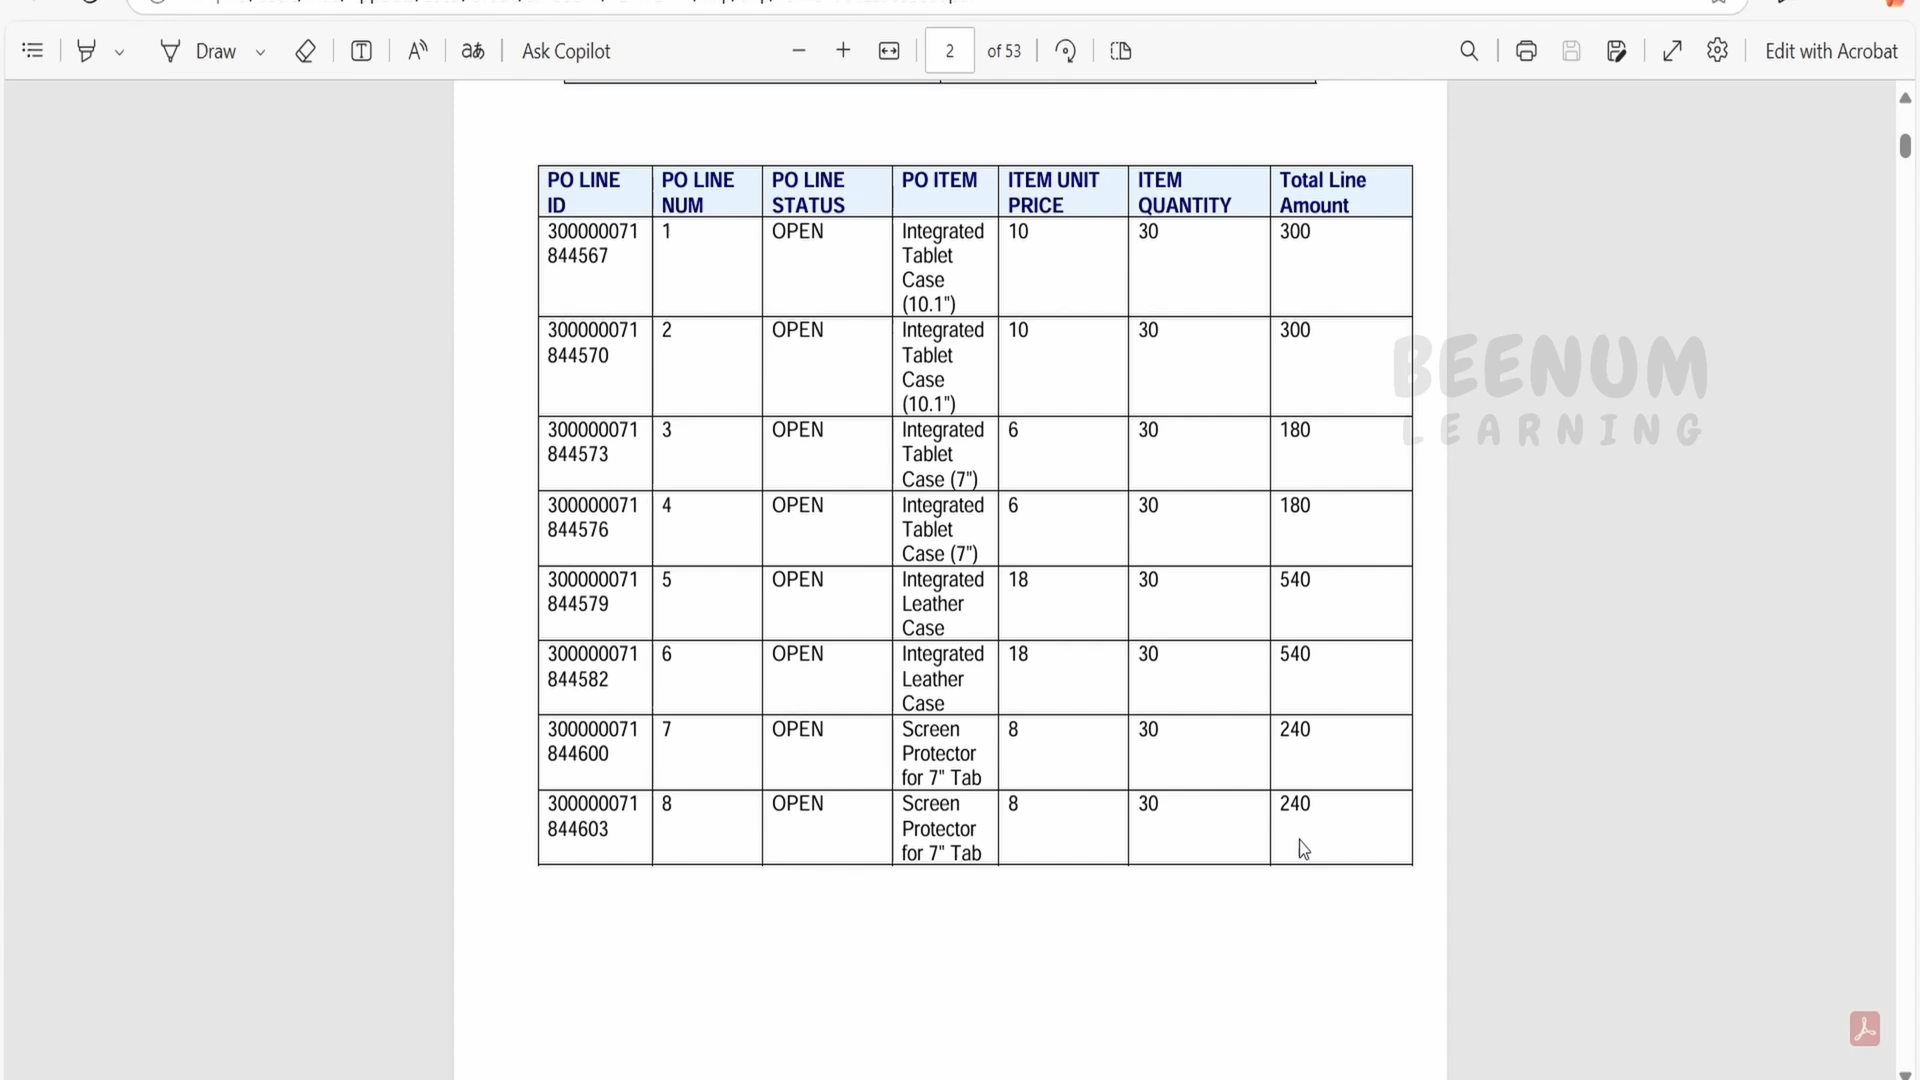 Draw
Ask Copilot
2 of 53
Edit with Acrobat
PO LINE ID PO LINE NUM PO LINE STATUS PO ITEM ITEM UNIT PRICE ITEM QUANTITY Total Line Amount
300000071844567 1 OPEN Integrated Tablet Case (10.1") 10 30 300
300000071844570 2 OPEN Integrated Tablet Case (10.1") 10 30 300
300000071844573 3 OPEN Integrated Tablet Case (7") 6 30 180
300000071844576 4 OPEN Integrated Tablet Case (7") 6 30 180
300000071844579 5 OPEN Integrated Leather Case 18 30 540
300000071844582 6 OPEN Integrated Leather Case 18 30 540
300000071844600 7 OPEN Screen Protector for 7" Tab 8 30 240
300000071844603 8 OPEN Screen Protector for 7" Tab 8 30 240
BEENUM
LEARNING